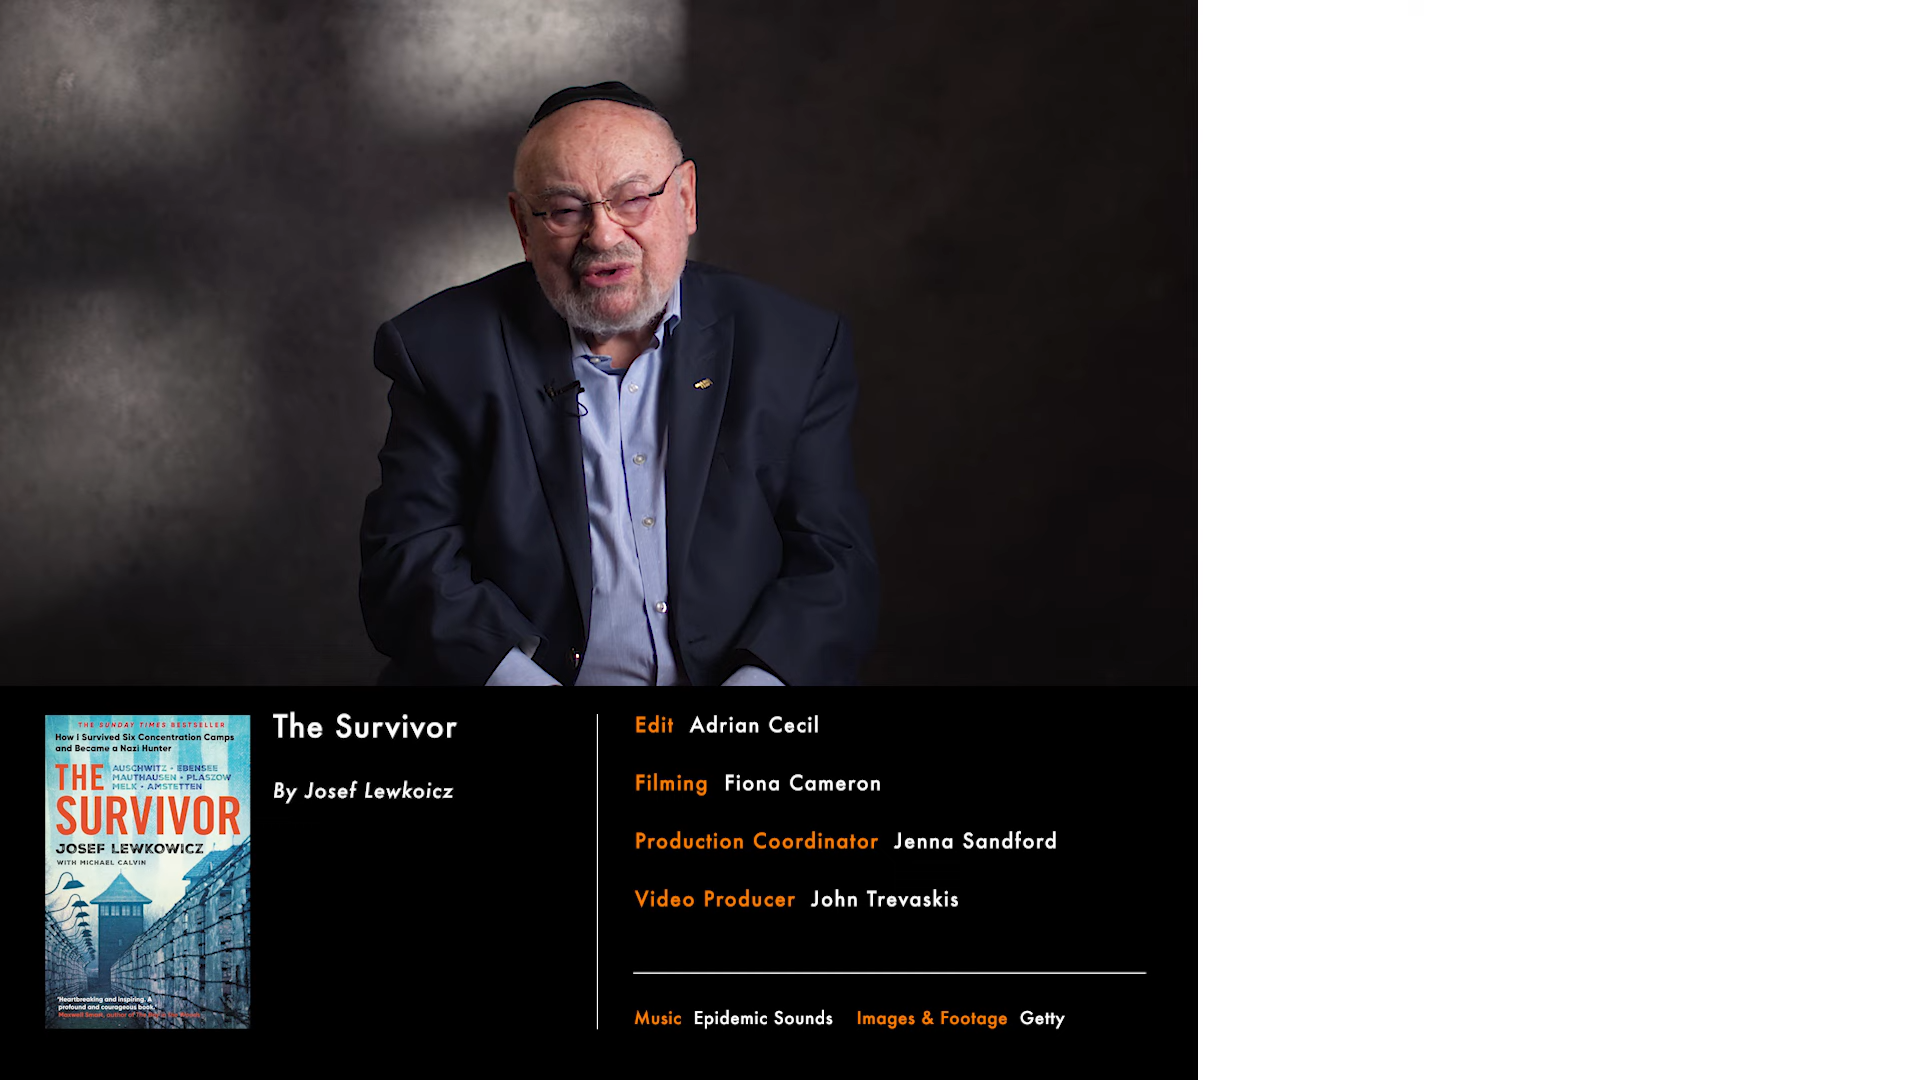 THE SUNDAY TIMES BESTSELLER
How I Survived Six Concentration Camps
and Became a Nazi Hunter
THE
AUSCHWITZ • EBENSEE
MAUTHAUSEN • PLASZOW
MELK • AMSTETTEN
SURVIVOR
JOSEF LEWKOWICZ
WITH MICHAEL CALVIN
'Heartbreaking and inspiring. A
profound and courageous book.'
The Survivor
By Josef Lewkoicz
Edit Adrian Cecil
Filming Fiona Cameron
Production Coordinator Jenna Sandford
Video Producer John Trevaskis
Music Epidemic Sounds Images & Footage Getty